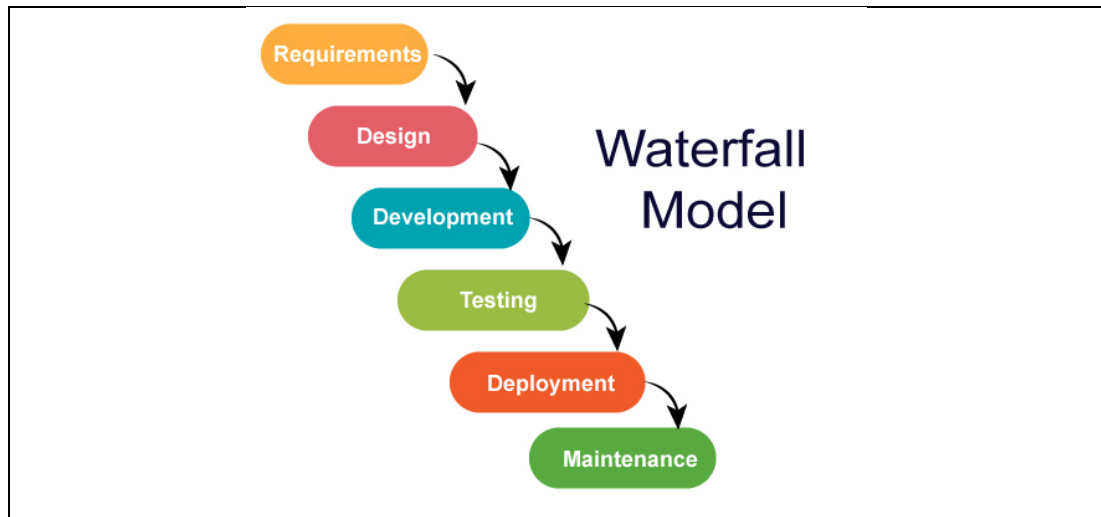 Requirements
Design
Waterfall
Model
Development
Testing
Deployment
Maintenance